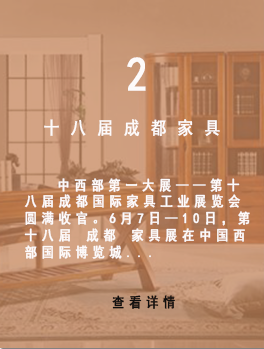 2
十八届成都家具
中西部第一大展——第十
八届成都国际家具工业展览会
圆满收官。6月7日—10日，第
十八届 成都 家具展在中国西
部国际博览城...
查看详情